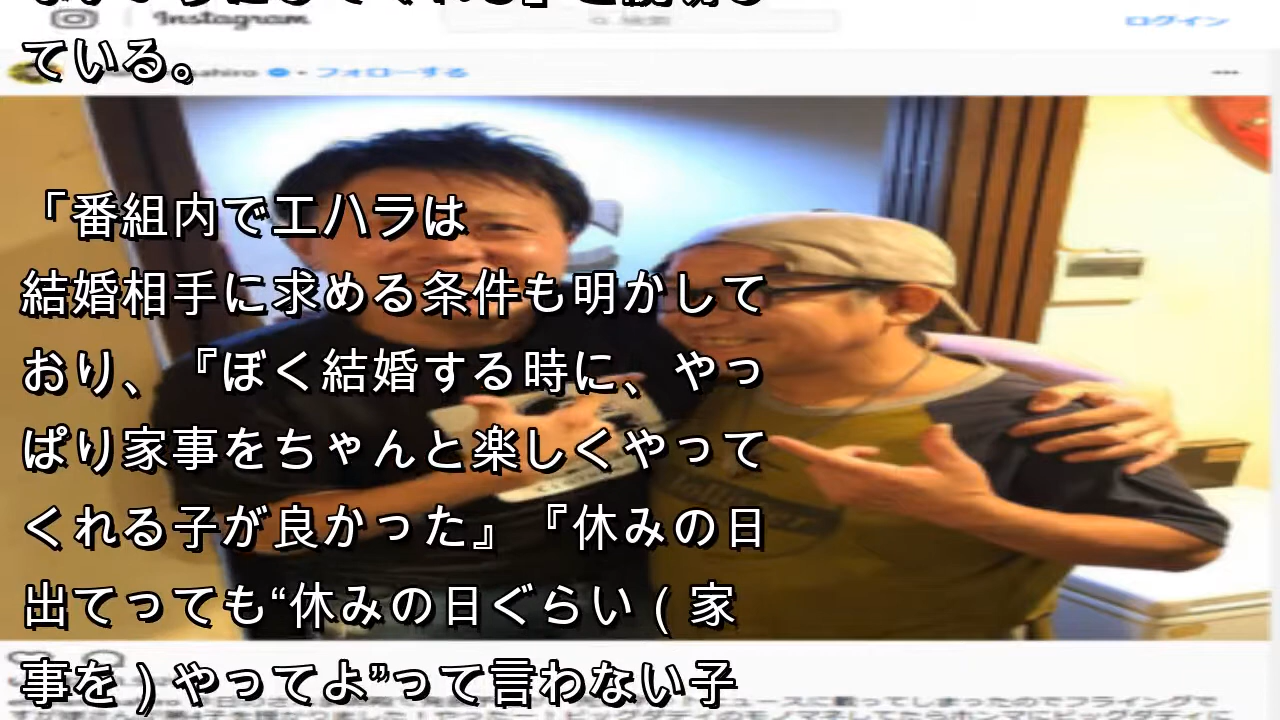 Instagram
ログイン
ている。
フォローする
「番組内でエハラは
結婚相手に求める条件も明かして
おり、『ぼく結婚する時に、やっ
ぱり家事をちゃんと楽しくやって
くれる子が良かった』『休みの日
出てっても“休みの日ぐらい(家
事を)やってよ”って言わない子